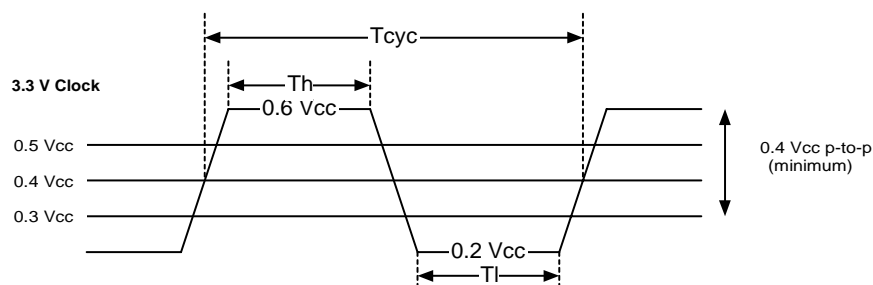 Tcyc
3.3 V Clock
Th
0.6 Vcc
0.5 Vcc
0.4 Vcc p-to-p
(minimum)
0.4 Vcc
0.3 Vcc
0.2 Vcc
Tl